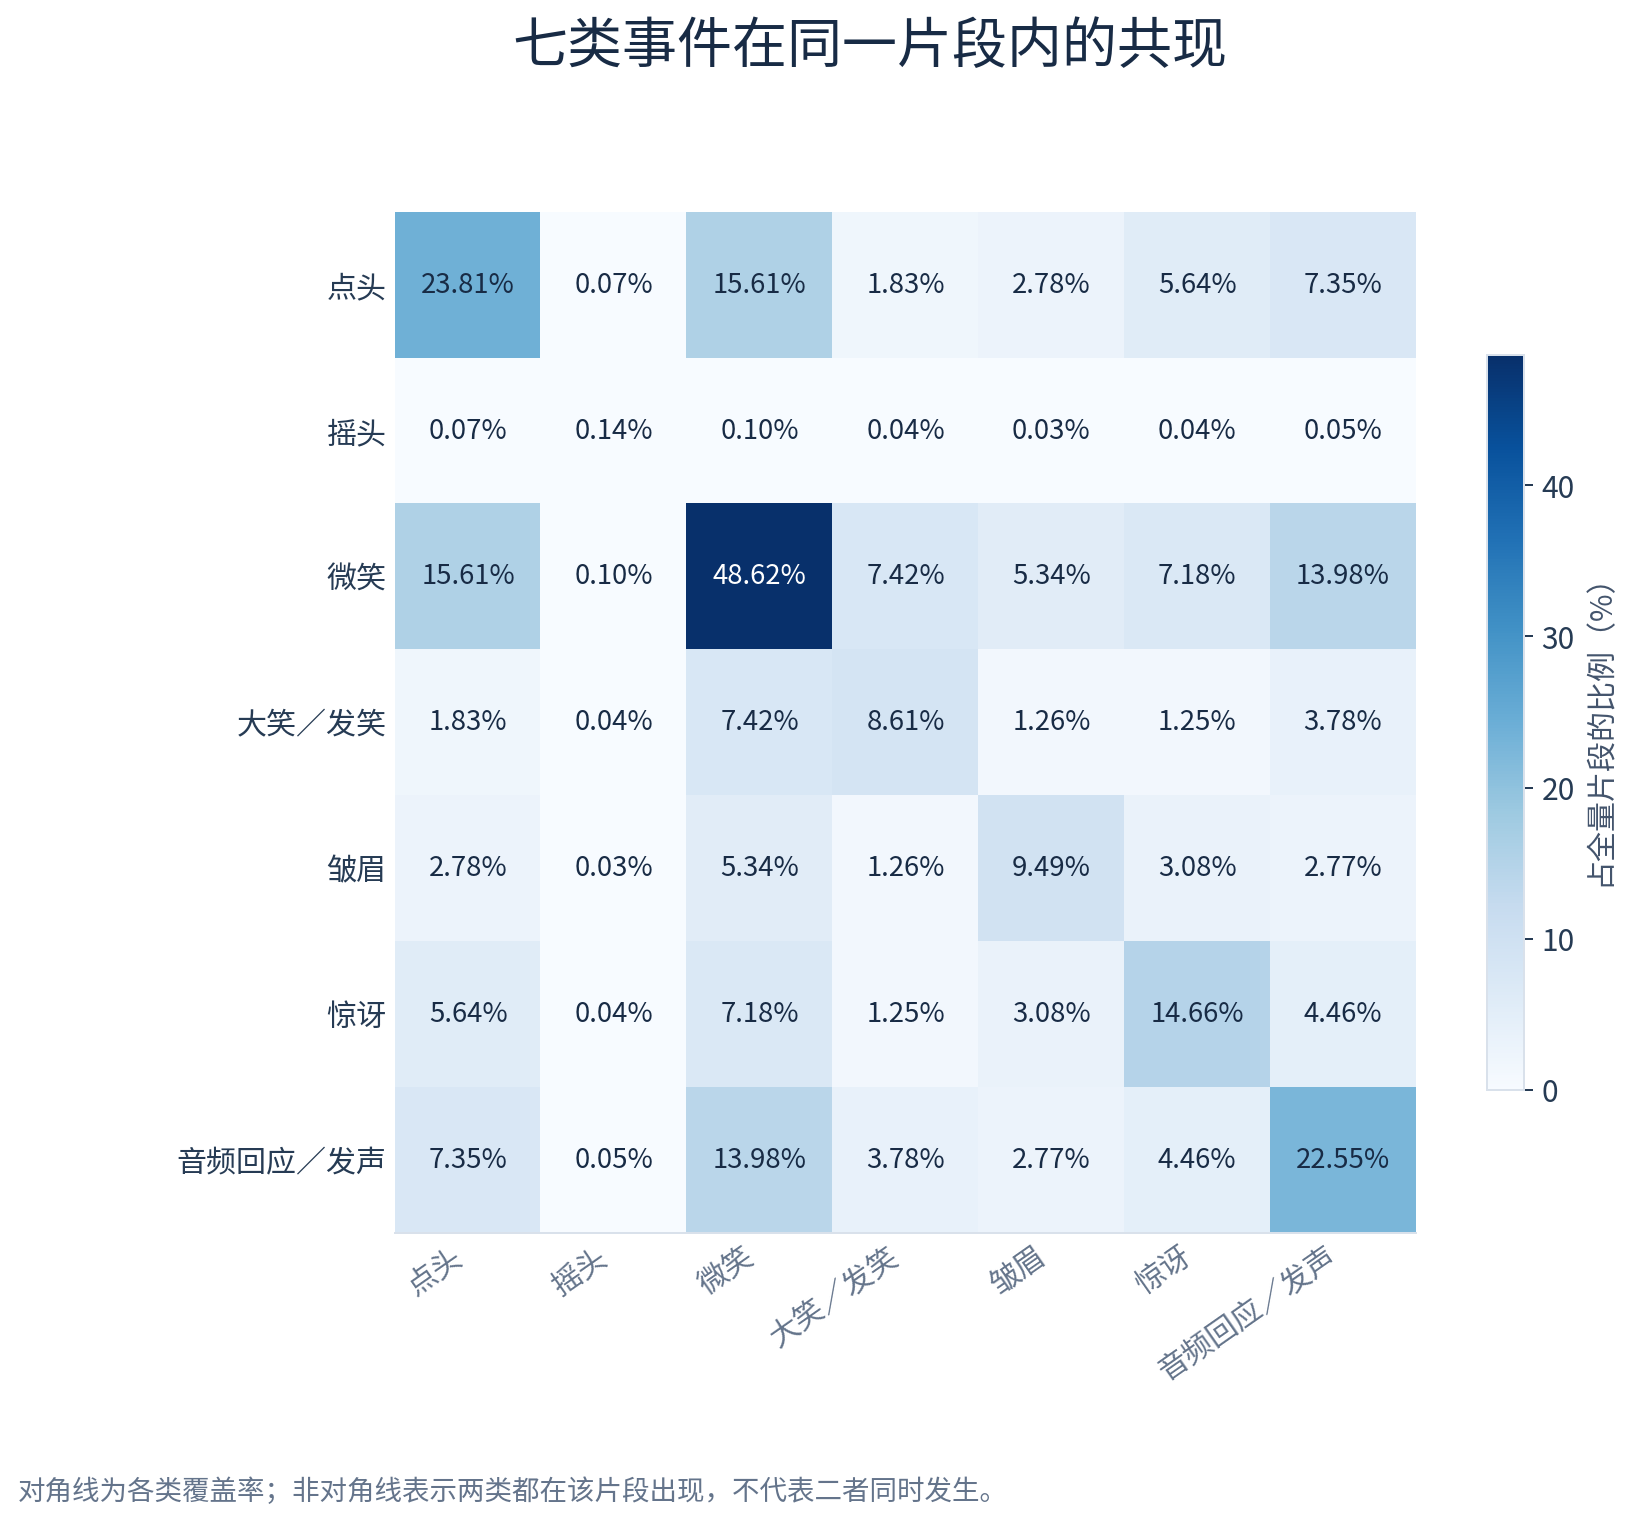 七类事件在同一片段内的共现
点头 23.81% 0.07% 15.61% 1.83% 2.78% 5.64% 7.35%
摇头 0.07% 0.14% 0.10% 0.04% 0.03% 0.04% 0.05%
微笑 15.61% 0.10% 48.62% 7.42% 5.34% 7.18% 13.98%
大笑／发笑 1.83% 0.04% 7.42% 8.61% 1.26% 1.25% 3.78%
皱眉 2.78% 0.03% 5.34% 1.26% 9.49% 3.08% 2.77%
惊讶 5.64% 0.04% 7.18% 1.25% 3.08% 14.66% 4.46%
音频回应／发声 7.35% 0.05% 13.98% 3.78% 2.77% 4.46% 22.55%
点头 摇头 微笑 大笑／发笑 皱眉 惊讶 音频回应／发声
40
30
20
10
0
占全量片段的比例（%）
对角线为各类覆盖率；非对角线表示两类都在该片段出现，不代表二者同时发生。